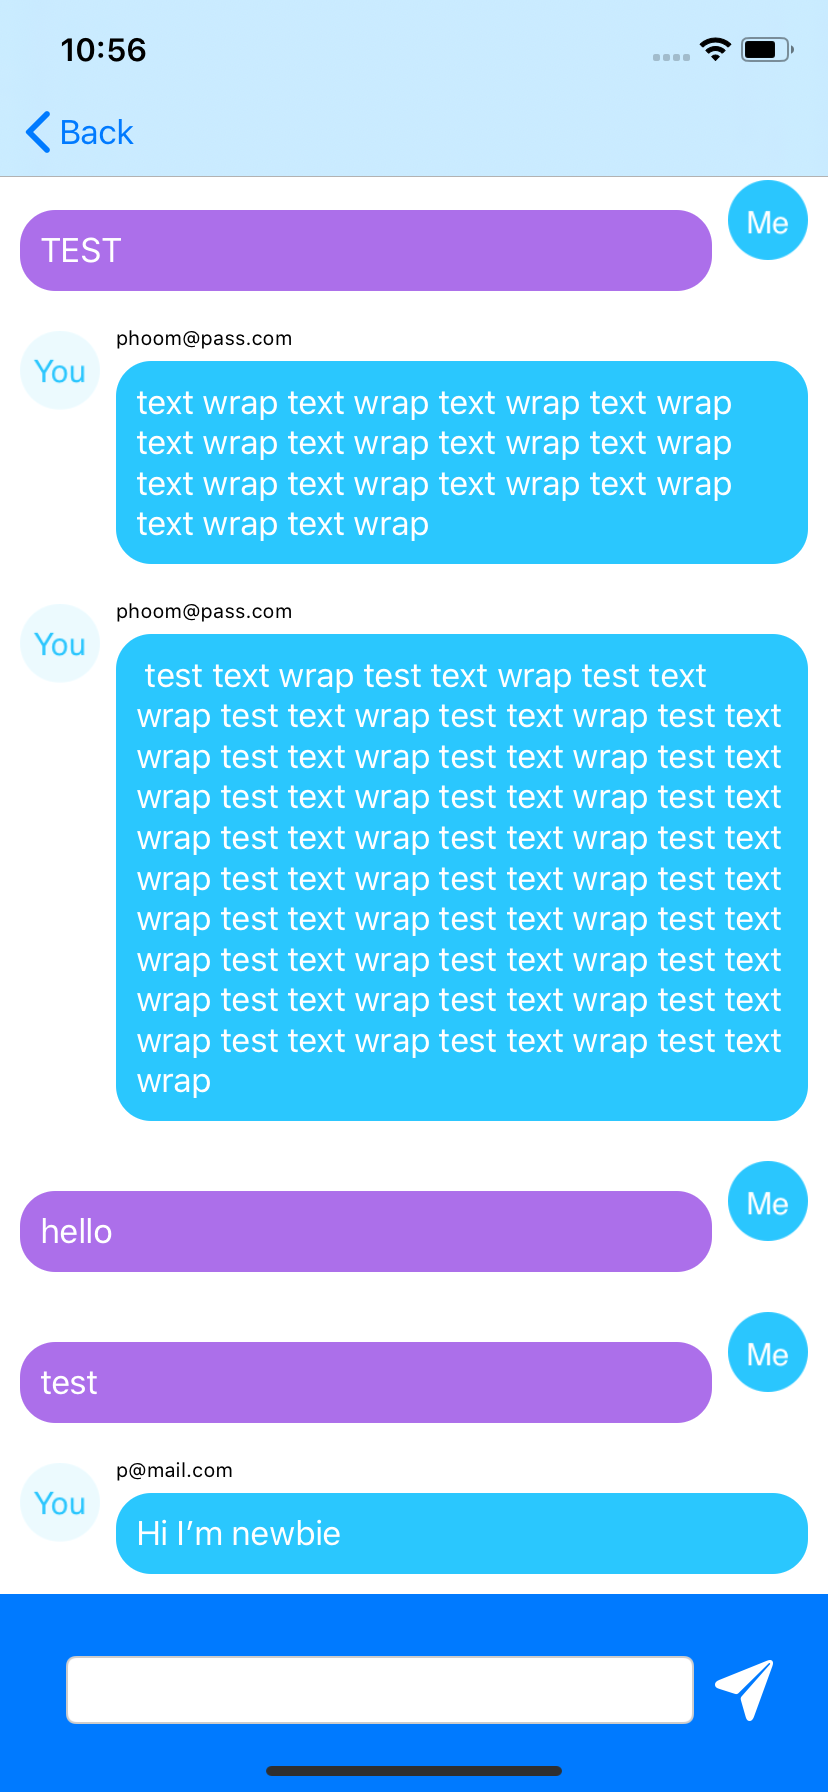 10:56
Back
Me
TEST
phoom@pass.com
You
text wrap text wrap text wrap text wrap
text wrap text wrap text wrap text wrap
text wrap text wrap text wrap text wrap
text wrap text wrap
phoom@pass.com
You
test text wrap test text wrap test text
wrap test text wrap test text wrap test text
wrap test text wrap test text wrap test text
wrap test text wrap test text wrap test text
wrap test text wrap test text wrap test text
wrap test text wrap test text wrap test text
wrap test text wrap test text wrap test text
wrap test text wrap test text wrap test text
wrap test text wrap test text wrap test text
wrap test text wrap test text wrap test text
wrap
Me
hello
Me
test
p@mail.com
You
Hi I’m newbie